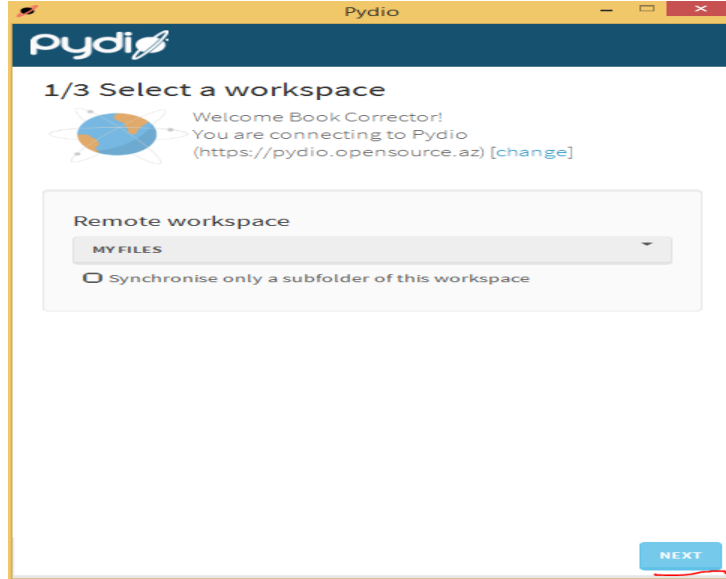 Pydio
pydio
1/3 Select a workspace
Welcome Book Corrector!
You are connecting to Pydio
(https://pydio.opensource.az) [change]
Remote workspace
MY FILES
Synchronise only a subfolder of this workspace
NEXT